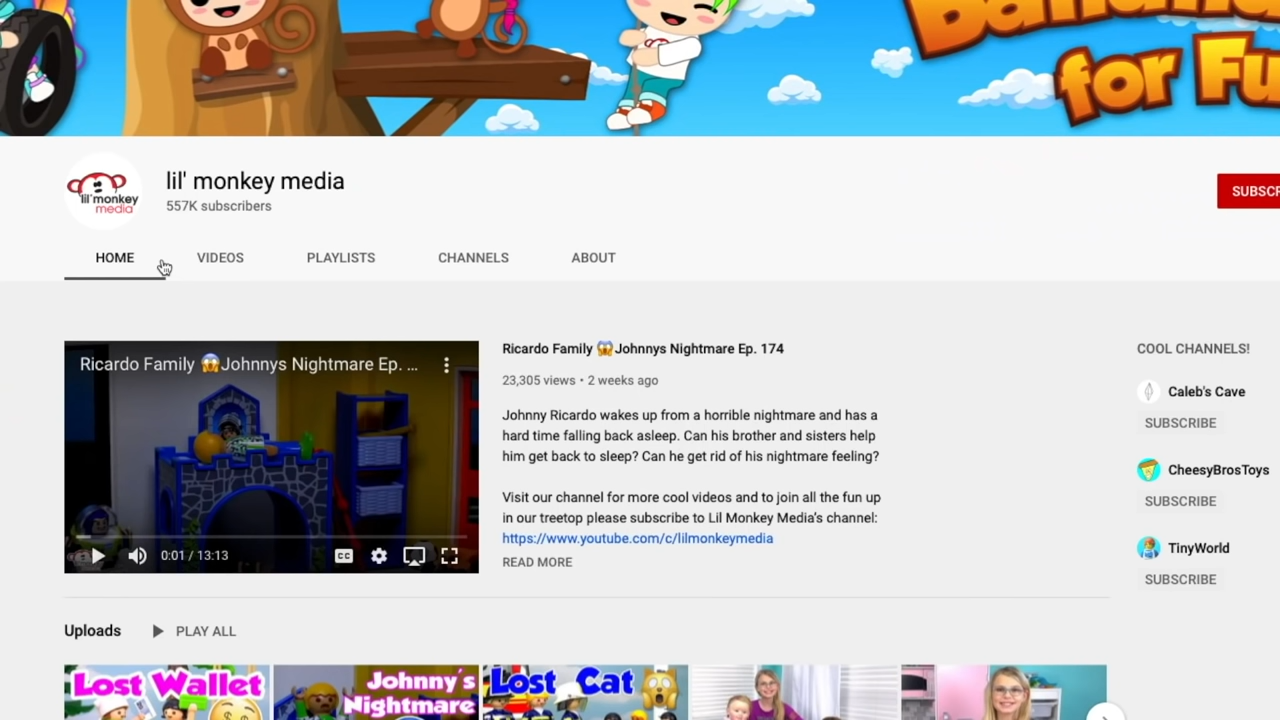 Banana
for Fu
lil' monkey
media
lil' monkey media
557K subscribers
SUBSCR
HOME
VIDEOS
PLAYLISTS
CHANNELS
ABOUT
Ricardo Family 😱Johnnys Nightmare Ep. ...
0:01 / 13:13
CC
Ricardo Family 😱Johnnys Nightmare Ep. 174
23,305 views • 2 weeks ago
Johnny Ricardo wakes up from a horrible nightmare and has a
hard time falling back asleep. Can his brother and sisters help
him get back to sleep? Can he get rid of his nightmare feeling?
Visit our channel for more cool videos and to join all the fun up
in our treetop please subscribe to Lil Monkey Media's channel:
https://www.youtube.com/c/lilmonkeymedia
READ MORE
COOL CHANNELS!
Caleb's Cave
SUBSCRIBE
CheesyBrosToys
SUBSCRIBE
TinyWorld
SUBSCRIBE
Uploads
PLAY ALL
Lost Wallet
Johnny's
Nightmare
Lost Cat